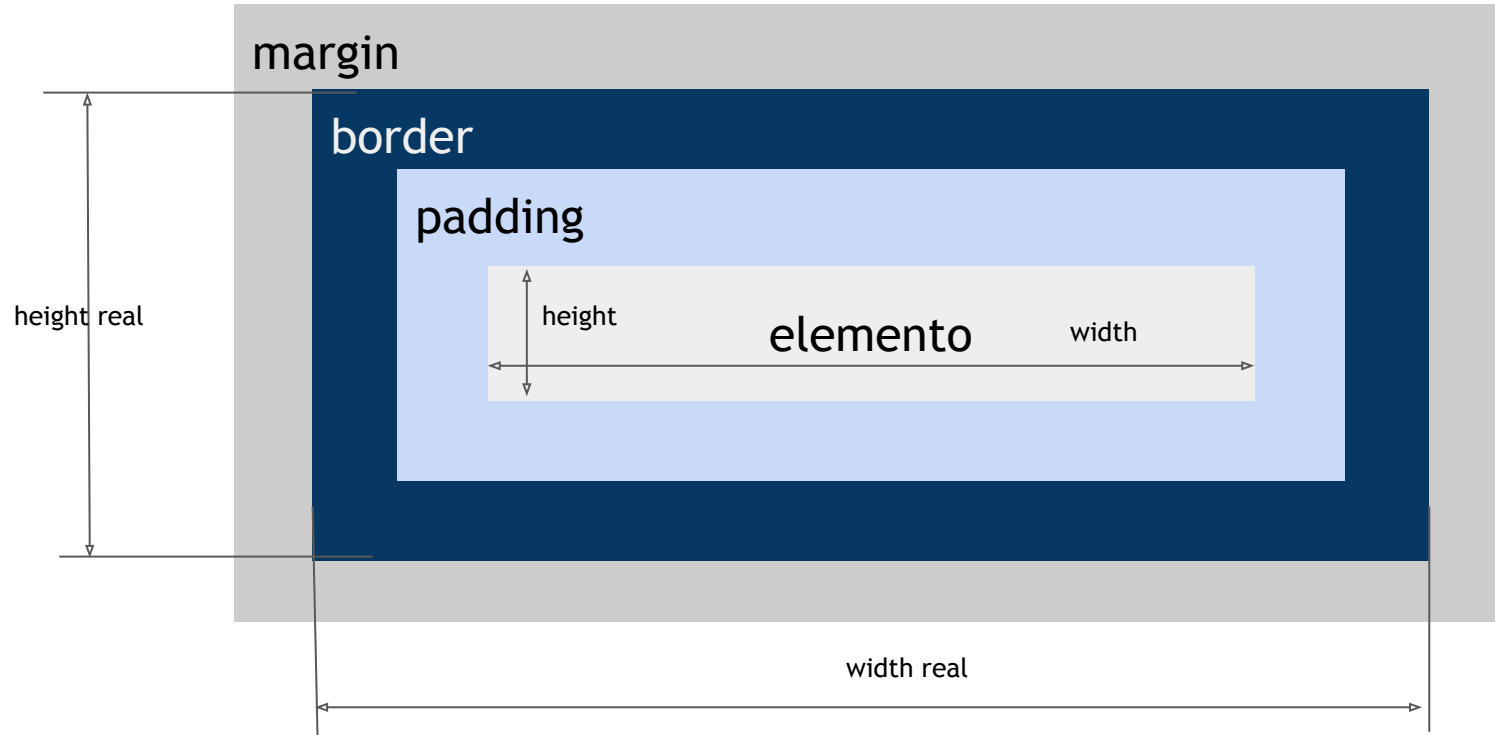 margin
border
padding
height real
height
elemento
width
width real